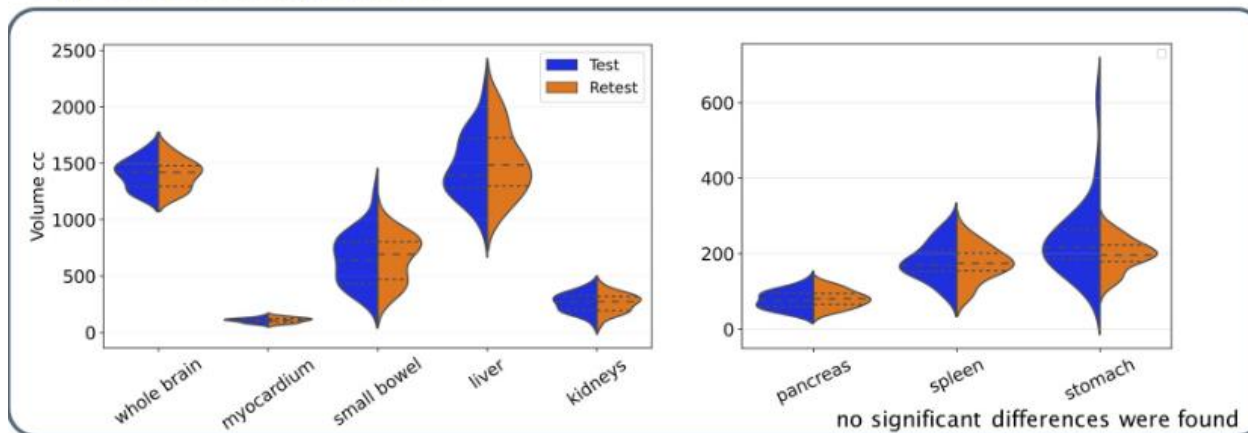 2500
2000
1500
1000
500
0
Volume cc
Test
Retest
whole brain
myocardium
small bowel
liver
kidneys
600
400
200
0
pancreas
spleen
stomach
no significant differences were found